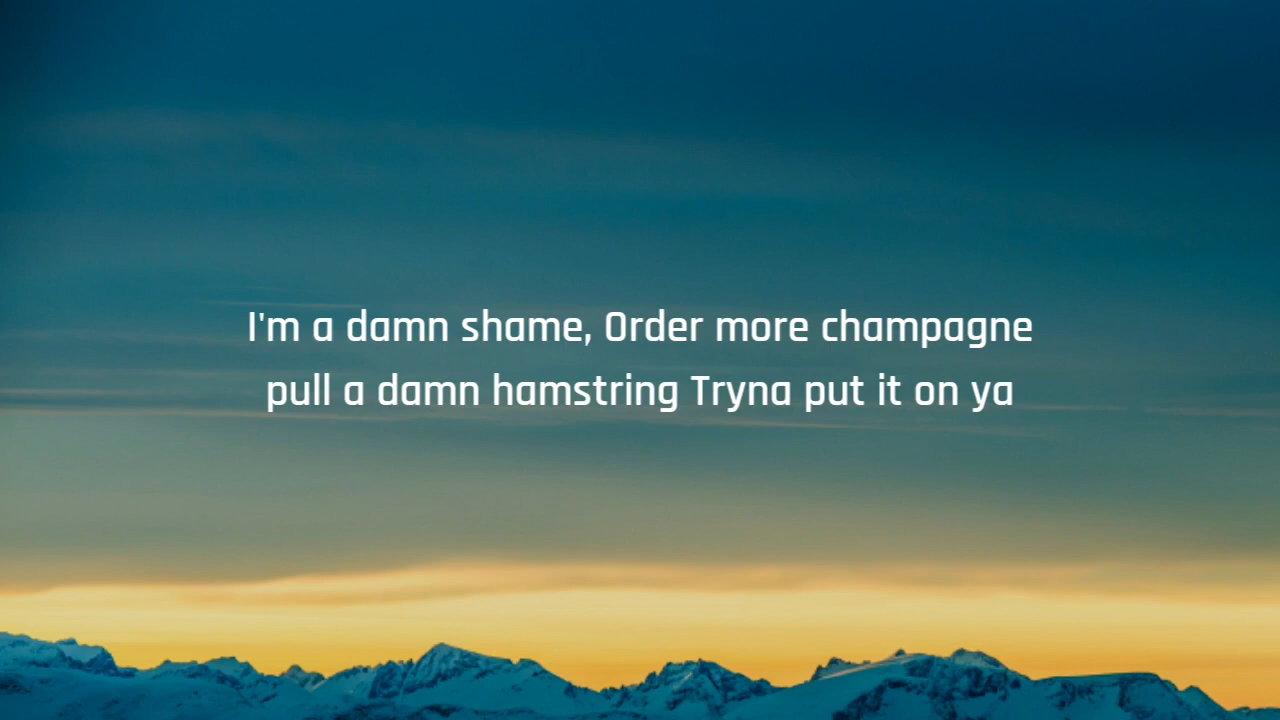 I'm a damn shame, Order more champagne
pull a damn hamstring Tryna put it on ya